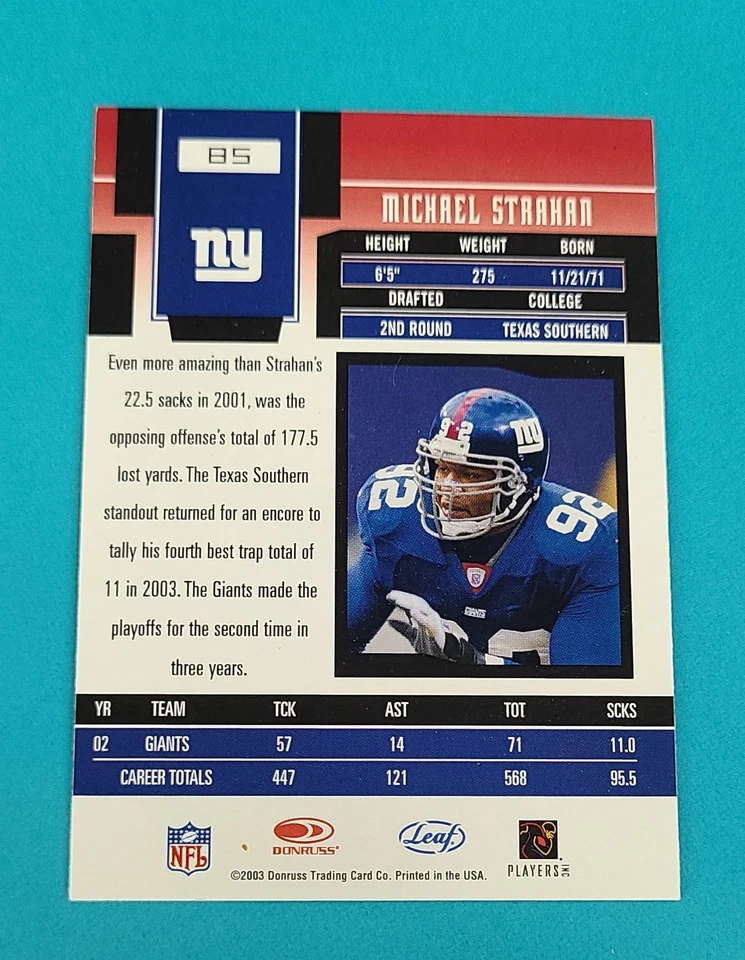 85
ny
MICHAEL STRAHAN
HEIGHT WEIGHT BORN
6'5" 275 11/21/71
DRAFTED COLLEGE
2ND ROUND TEXAS SOUTHERN
Even more amazing than Strahan's
22.5 sacks in 2001, was the
opposing offense's total of 177.5
lost yards. The Texas Southern
standout returned for an encore to
tally his fourth best trap total of
11 in 2003. The Giants made the
playoffs for the second time in
three years.
92
ny
92
92
GIANTS
YR TEAM TCK AST TOT SCKS
02 GIANTS 57 14 71 11.0
CAREER TOTALS 447 121 568 95.5
NFL
DONRUSS
Leaf
PLAYERS INC
©2003 Donruss Trading Card Co. Printed in the USA.